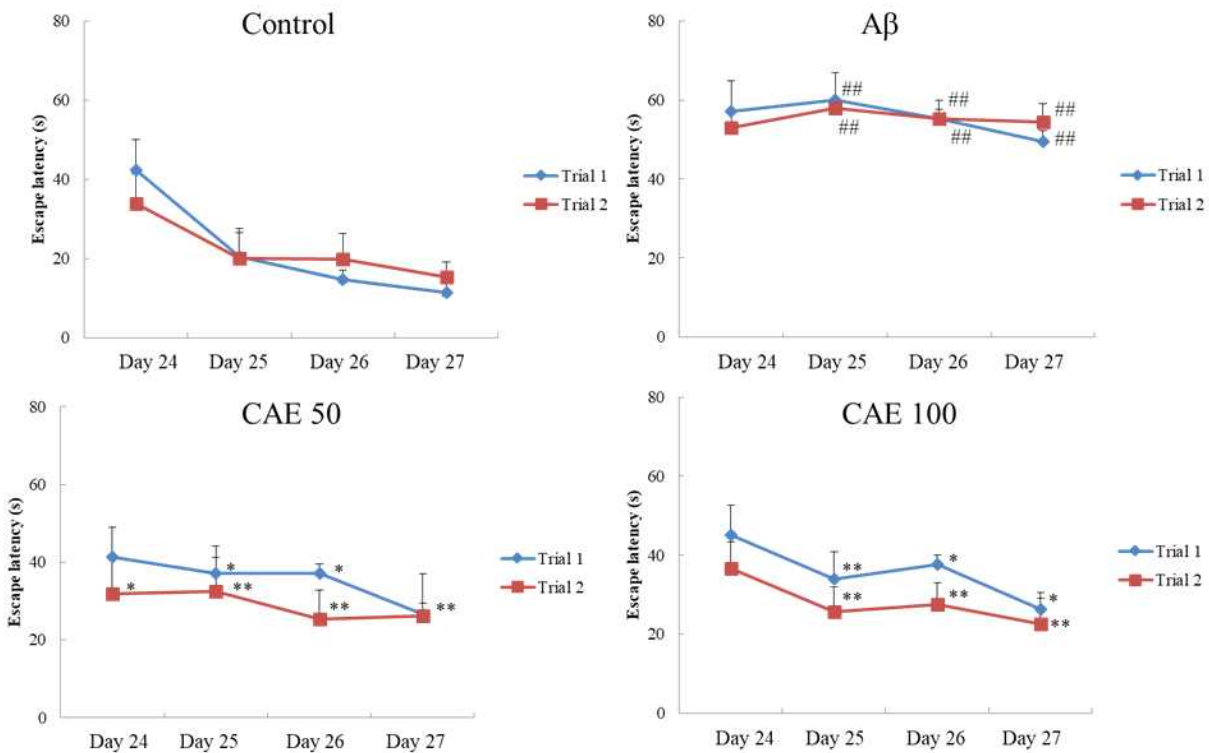 Control
80
60
40
20
0
Escape latency (s)
Day 24 Day 25 Day 26 Day 27
Trial 1
Trial 2
Aβ
80
60
40
20
0
Escape latency (s)
## ## ##
## ## ##
Day 24 Day 25 Day 26 Day 27
Trial 1
Trial 2
CAE 50
80
60
40
20
0
Escape latency (s)
* *
* ** ** **
Day 24 Day 25 Day 26 Day 27
Trial 1
Trial 2
CAE 100
80
60
40
20
0
Escape latency (s)
** * *
** ** **
Day 24 Day 25 Day 26 Day 27
Trial 1
Trial 2